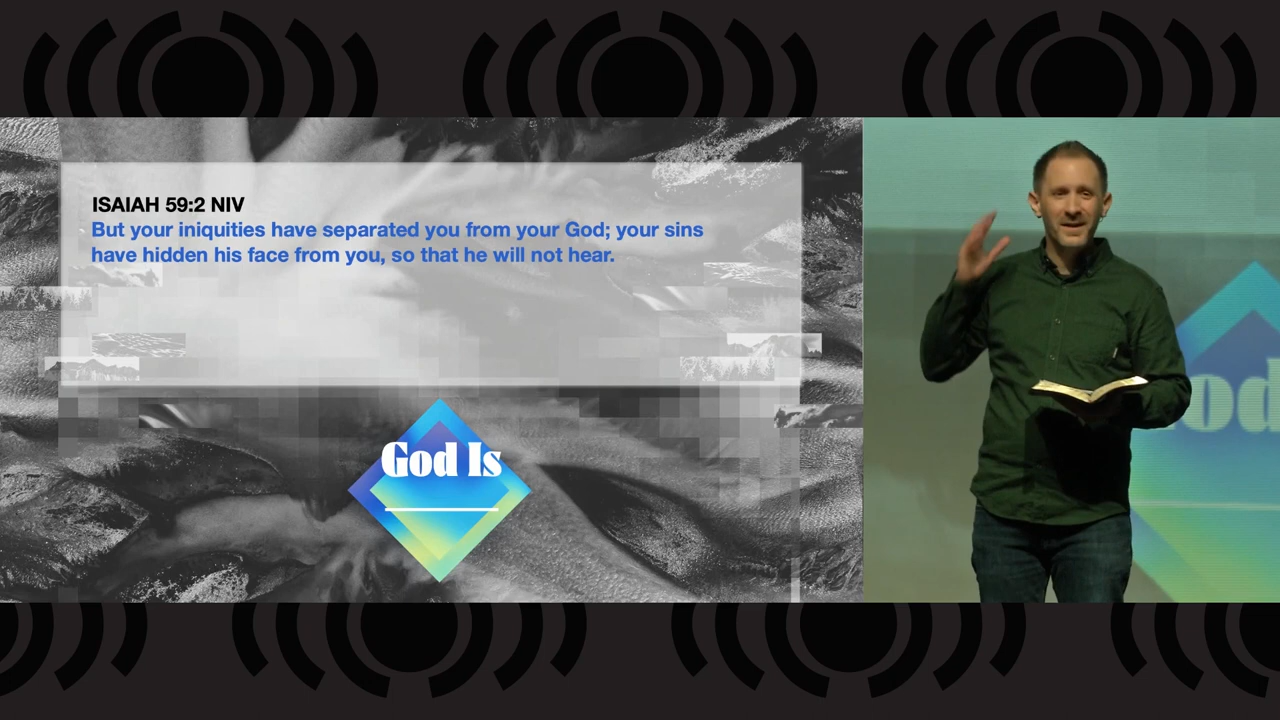 ISAIAH 59:2 NIV
But your iniquities have separated you from your God; your sins
have hidden his face from you, so that he will not hear.
God Is
God